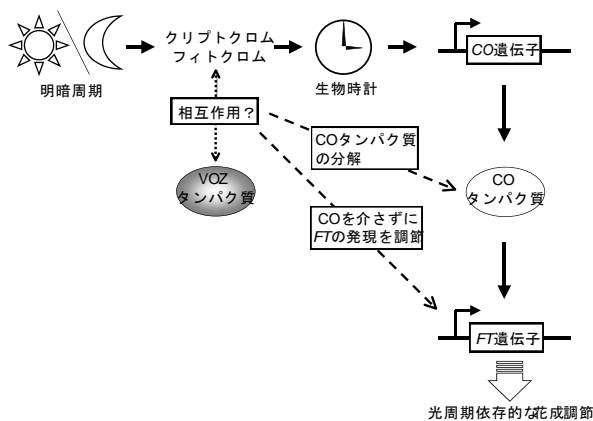 クリプトクロム
フィトクロム
明暗周期
生物時計
CO遺伝子
相互作用？
COタンパク質
の分解
VOZ
タンパク質
CO
タンパク質
COを介さずに
FTの発現を調節
FT遺伝子
光周期依存的な花成調節